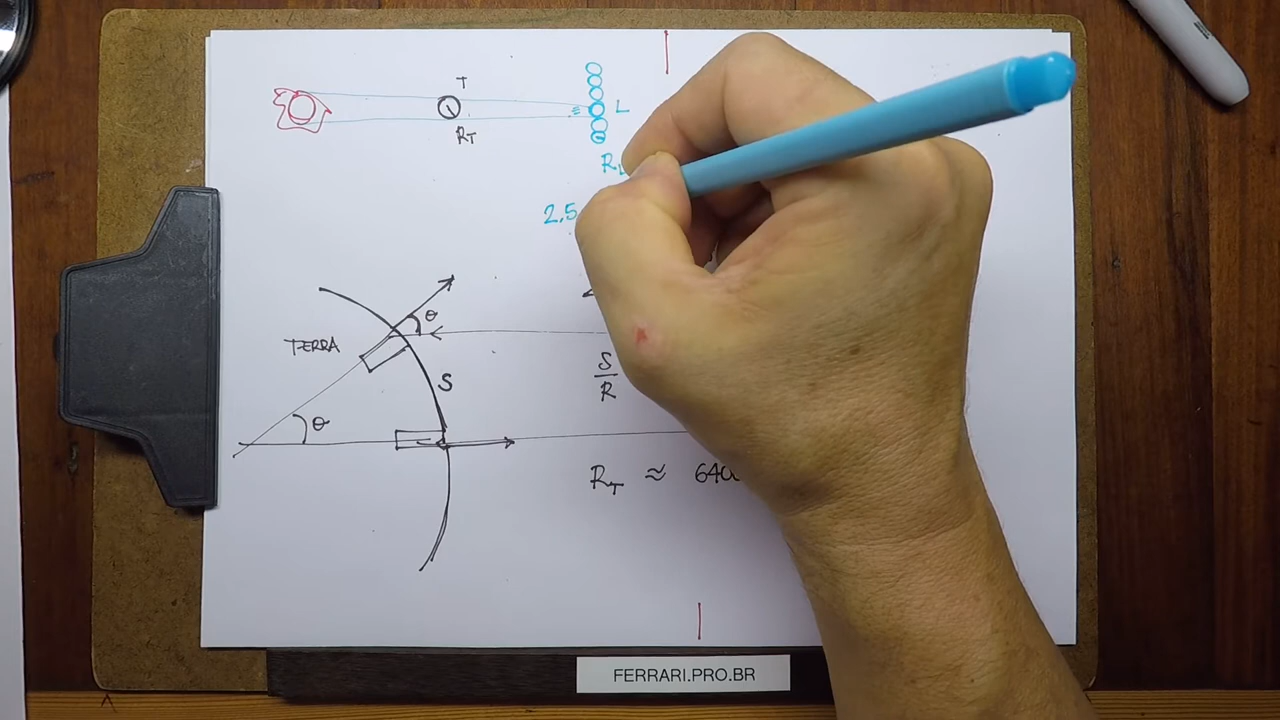 T
L
R_T
R_L
2,5
θ
TERRA
S
S/R
θ
R_T ≈ 640
FERRARI.PRO.BR